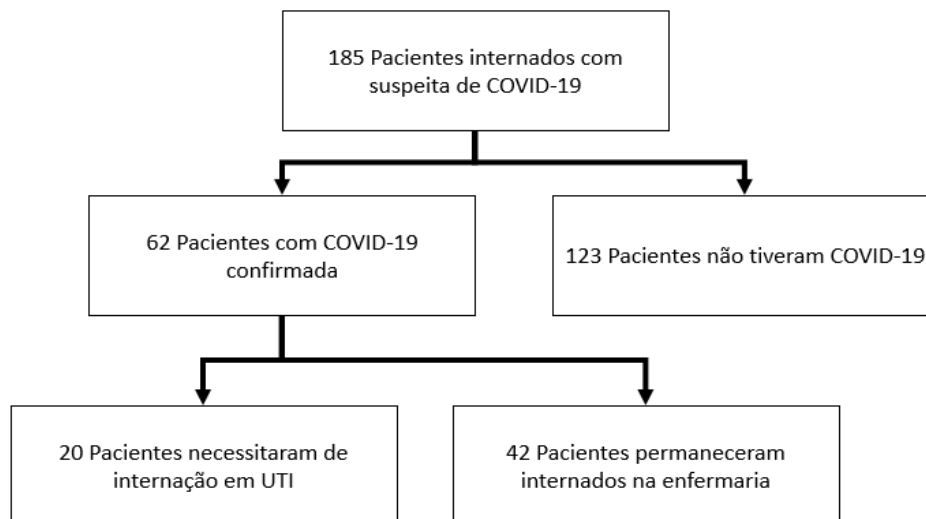 185 Pacientes internados com
suspeita de COVID-19
62 Pacientes com COVID-19
confirmada
123 Pacientes não tiveram COVID-19
20 Pacientes necessitaram de
internação em UTI
42 Pacientes permaneceram
internados na enfermaria